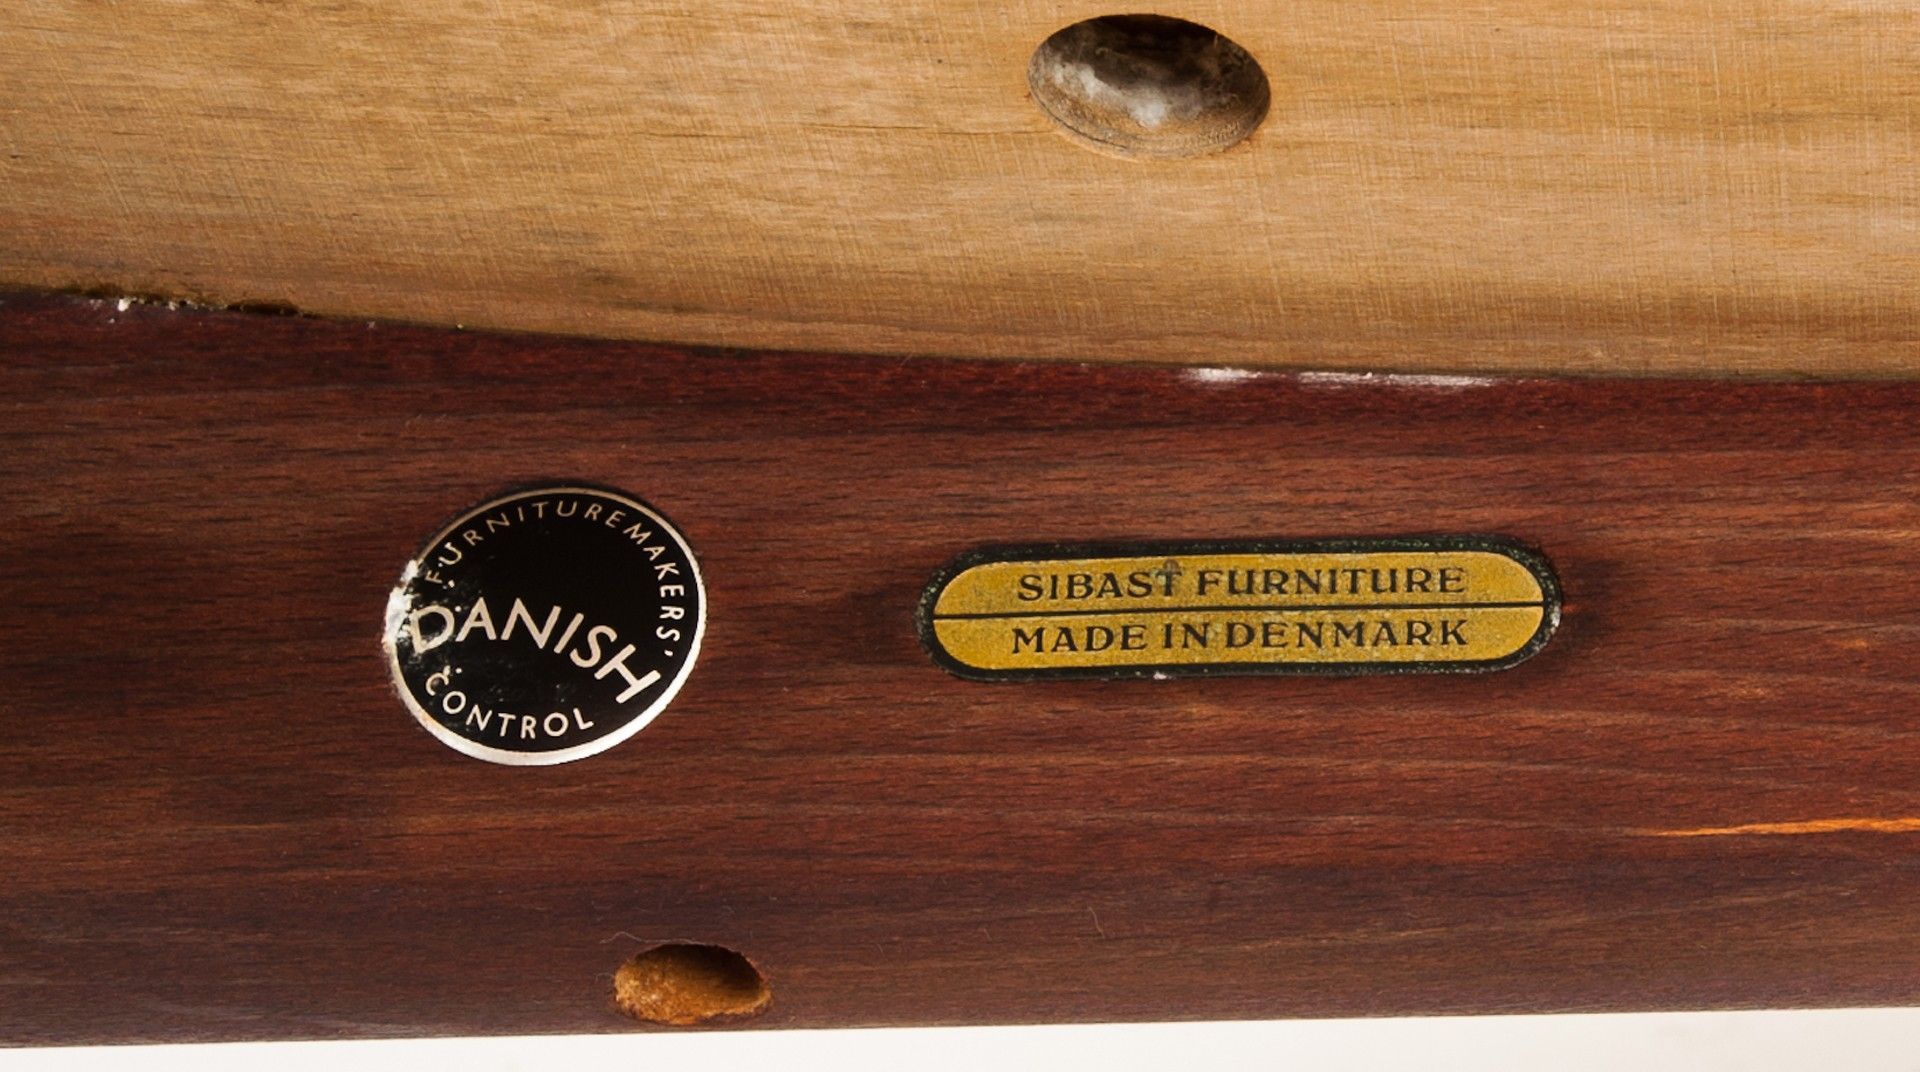 FURNITUREMAKERS'
DANISH
CONTROL
SIBAST FURNITURE
MADE IN DENMARK